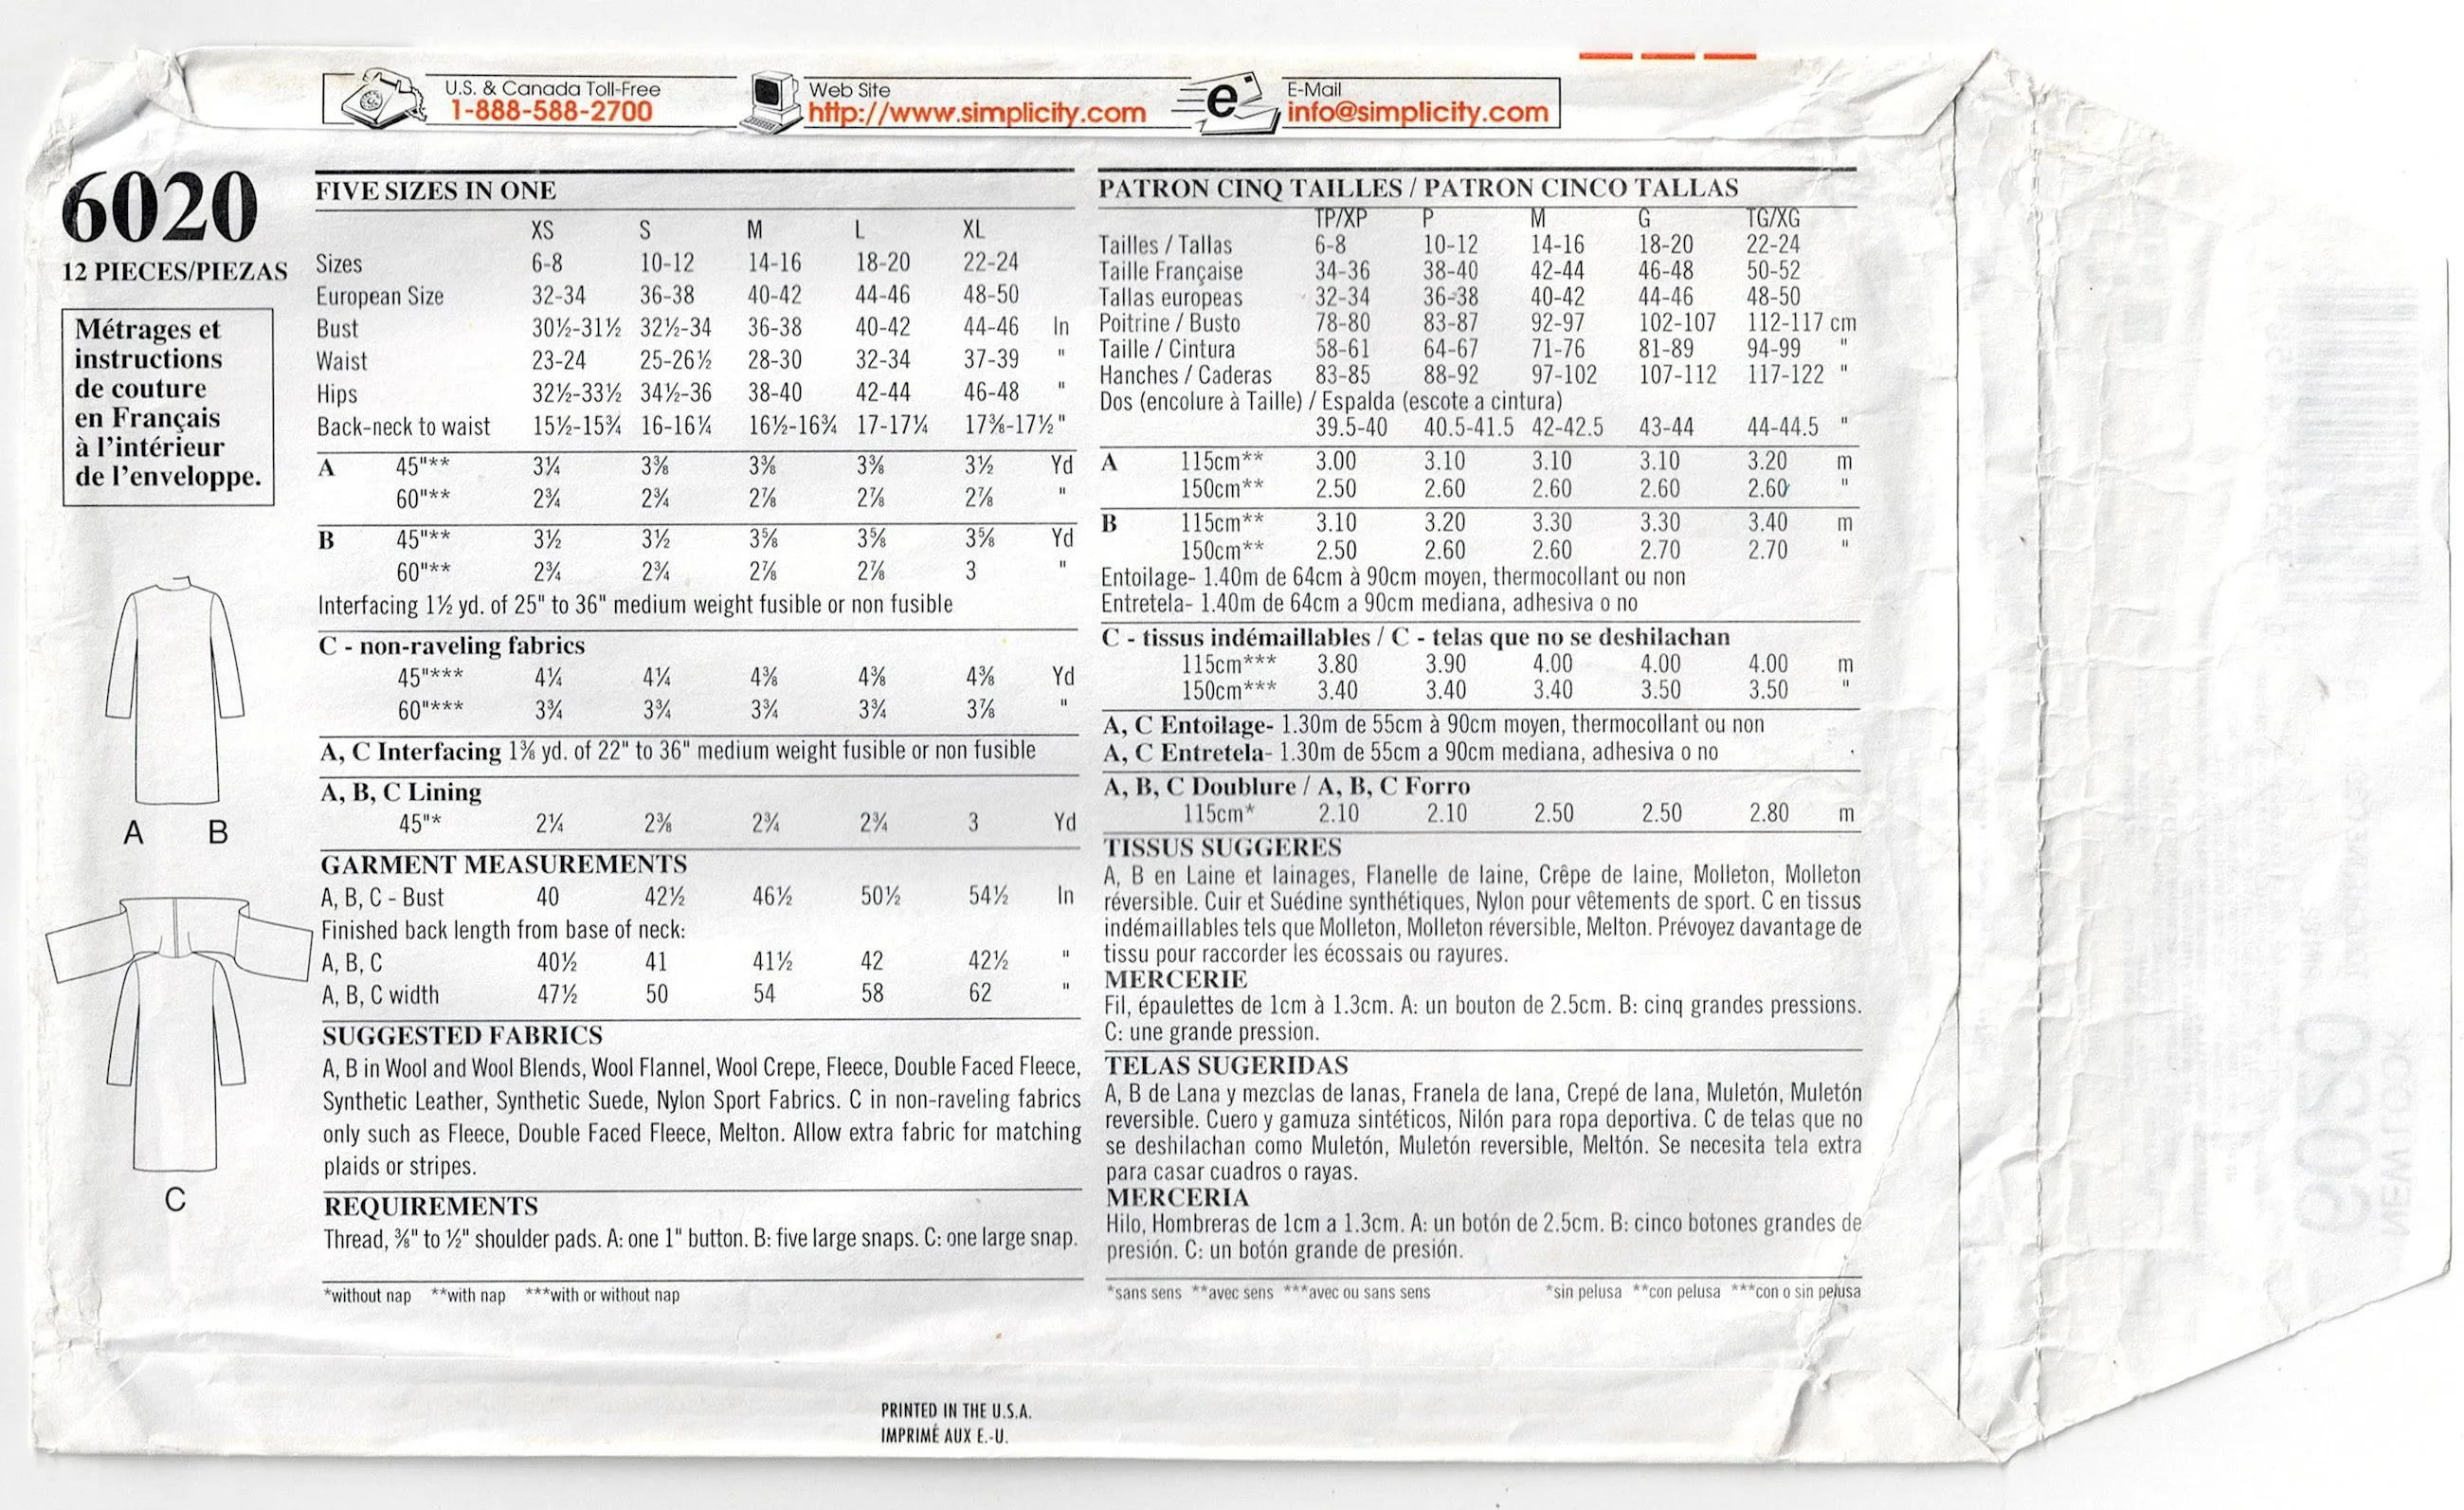 U.S. & Canada Toll-Free
1-888-588-2700
Web Site
http://www.simplicity.com
e
E-Mail
info@simplicity.com
6020
12 PIECES/PIEZAS
Métrages et
instructions
de couture
en Français
à l'intérieur
de l'enveloppe.
A B
C
FIVE SIZES IN ONE
XS S M L XL
Sizes 6-8 10-12 14-16 18-20 22-24
European Size 32-34 36-38 40-42 44-46 48-50
Bust 30½-31½ 32½-34 36-38 40-42 44-46 In
Waist 23-24 25-26½ 28-30 32-34 37-39 "
Hips 32½-33½ 34½-36 38-40 42-44 46-48 "
Back-neck to waist 15½-15¾ 16-16¼ 16½-16¾ 17-17¼ 17⅜-17½ "
A 45"** 3¼ 3⅜ 3⅜ 3⅜ 3½ Yd
60"** 2¾ 2¾ 2⅞ 2⅞ 2⅞ "
B 45"** 3½ 3½ 3⅝ 3⅝ 3⅝ Yd
60"** 2¾ 2¾ 2⅞ 2⅞ 3 "
Interfacing 1½ yd. of 25" to 36" medium weight fusible or non fusible
C - non-raveling fabrics
45"*** 4¼ 4¼ 4⅜ 4⅜ 4⅜ Yd
60"*** 3¾ 3¾ 3¾ 3¾ 3⅞ "
A, C Interfacing 1⅜ yd. of 22" to 36" medium weight fusible or non fusible
A, B, C Lining
45"* 2¼ 2⅜ 2¾ 2¾ 3 Yd
GARMENT MEASUREMENTS
A, B, C - Bust 40 42½ 46½ 50½ 54½ In
Finished back length from base of neck:
A, B, C 40½ 41 41½ 42 42½ "
A, B, C width 47½ 50 54 58 62 "
SUGGESTED FABRICS
A, B in Wool and Wool Blends, Wool Flannel, Wool Crepe, Fleece, Double Faced Fleece,
Synthetic Leather, Synthetic Suede, Nylon Sport Fabrics. C in non-raveling fabrics
only such as Fleece, Double Faced Fleece, Melton. Allow extra fabric for matching
plaids or stripes.
REQUIREMENTS
Thread, ⅜" to ½" shoulder pads. A: one 1" button. B: five large snaps. C: one large snap.
*without nap **with nap ***with or without nap
PATRON CINQ TAILLES / PATRON CINCO TALLAS
TP/XP P M G TG/XG
Tailles / Tallas 6-8 10-12 14-16 18-20 22-24
Taille Française 34-36 38-40 42-44 46-48 50-52
Tallas europeas 32-34 36-38 40-42 44-46 48-50
Poitrine / Busto 78-80 83-87 92-97 102-107 112-117 cm
Taille / Cintura 58-61 64-67 71-76 81-89 94-99 "
Hanches / Caderas 83-85 88-92 97-102 107-112 117-122 "
Dos (encolure à Taille) / Espalda (escote a cintura)
39.5-40 40.5-41.5 42-42.5 43-44 44-44.5 "
A 115cm** 3.00 3.10 3.10 3.10 3.20 m
150cm** 2.50 2.60 2.60 2.60 2.60 "
B 115cm** 3.10 3.20 3.30 3.30 3.40 m
150cm** 2.50 2.60 2.60 2.70 2.70 "
Entoilage- 1.40m de 64cm à 90cm moyen, thermocollant ou non
Entretela- 1.40m de 64cm a 90cm mediana, adhesiva o no
C - tissus indémaillables / C - telas que no se deshilachan
115cm*** 3.80 3.90 4.00 4.00 4.00 m
150cm*** 3.40 3.40 3.40 3.50 3.50 "
A, C Entoilage- 1.30m de 55cm à 90cm moyen, thermocollant ou non
A, C Entretela- 1.30m de 55cm a 90cm mediana, adhesiva o no
A, B, C Doublure / A, B, C Forro
115cm* 2.10 2.10 2.50 2.50 2.80 m
TISSUS SUGGERES
A, B en Laine et lainages, Flanelle de laine, Crêpe de laine, Molleton, Molleton
réversible. Cuir et Suédine synthétiques, Nylon pour vêtements de sport. C en tissus
indémaillables tels que Molleton, Molleton réversible, Melton. Prévoyez davantage de
tissu pour raccorder les écossais ou rayures.
MERCERIE
Fil, épaulettes de 1cm à 1.3cm. A: un bouton de 2.5cm. B: cinq grandes pressions.
C: une grande pression.
TELAS SUGERIDAS
A, B de Lana y mezclas de lanas, Franela de lana, Crepé de lana, Muletón, Muletón
reversible. Cuero y gamuza sintéticos, Nilón para ropa deportiva. C de telas que no
se deshilachan como Muletón, Muletón reversible, Meltón. Se necesita tela extra
para casar cuadros o rayas.
MERCERIA
Hilo, Hombreras de 1cm a 1.3cm. A: un botón de 2.5cm. B: cinco botones grandes de
presión. C: un botón grande de presión.
*sans sens **avec sens ***avec ou sans sens *sin pelusa **con pelusa ***con o sin pelusa
PRINTED IN THE U.S.A.
IMPRIMÉ AUX E.-U.
6020
NEW LOOK